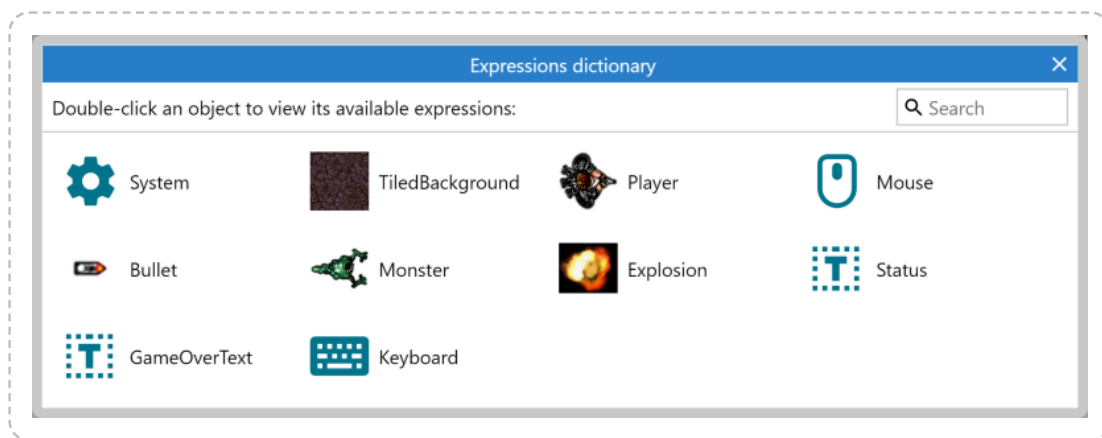 Expressions dictionary
Double-click an object to view its available expressions:
Search
System
TiledBackground
Player
Mouse
Bullet
Monster
Explosion
T
Status
T
GameOverText
Keyboard